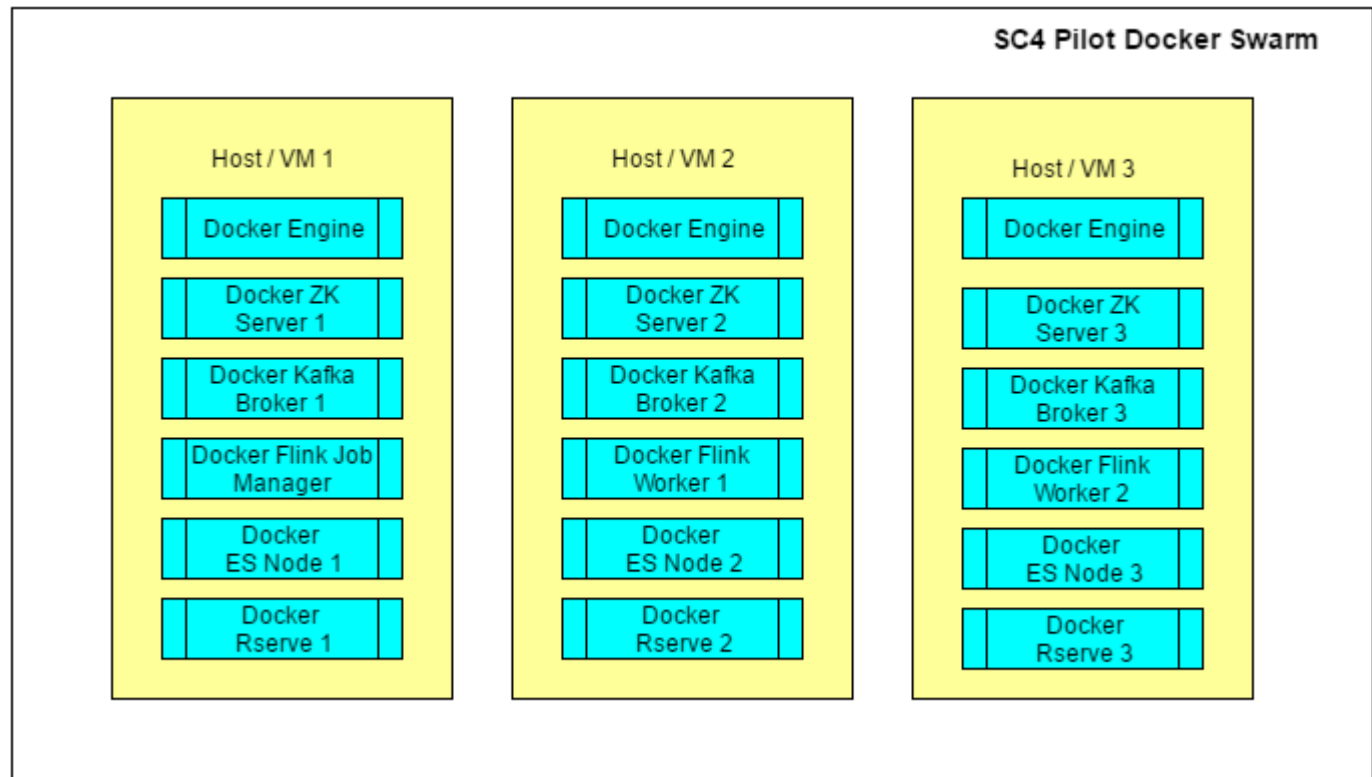 SC4 Pilot Docker Swarm
Host / VM 1
Docker Engine
Docker ZK
Server 1
Docker Kafka
Broker 1
Docker Flink Job
Manager
Docker
ES Node 1
Docker
Rserve 1
Host / VM 2
Docker Engine
Docker ZK
Server 2
Docker Kafka
Broker 2
Docker Flink
Worker 1
Docker
ES Node 2
Docker
Rserve 2
Host / VM 3
Docker Engine
Docker ZK
Server 3
Docker Kafka
Broker 3
Docker Flink
Worker 2
Docker
ES Node 3
Docker
Rserve 3